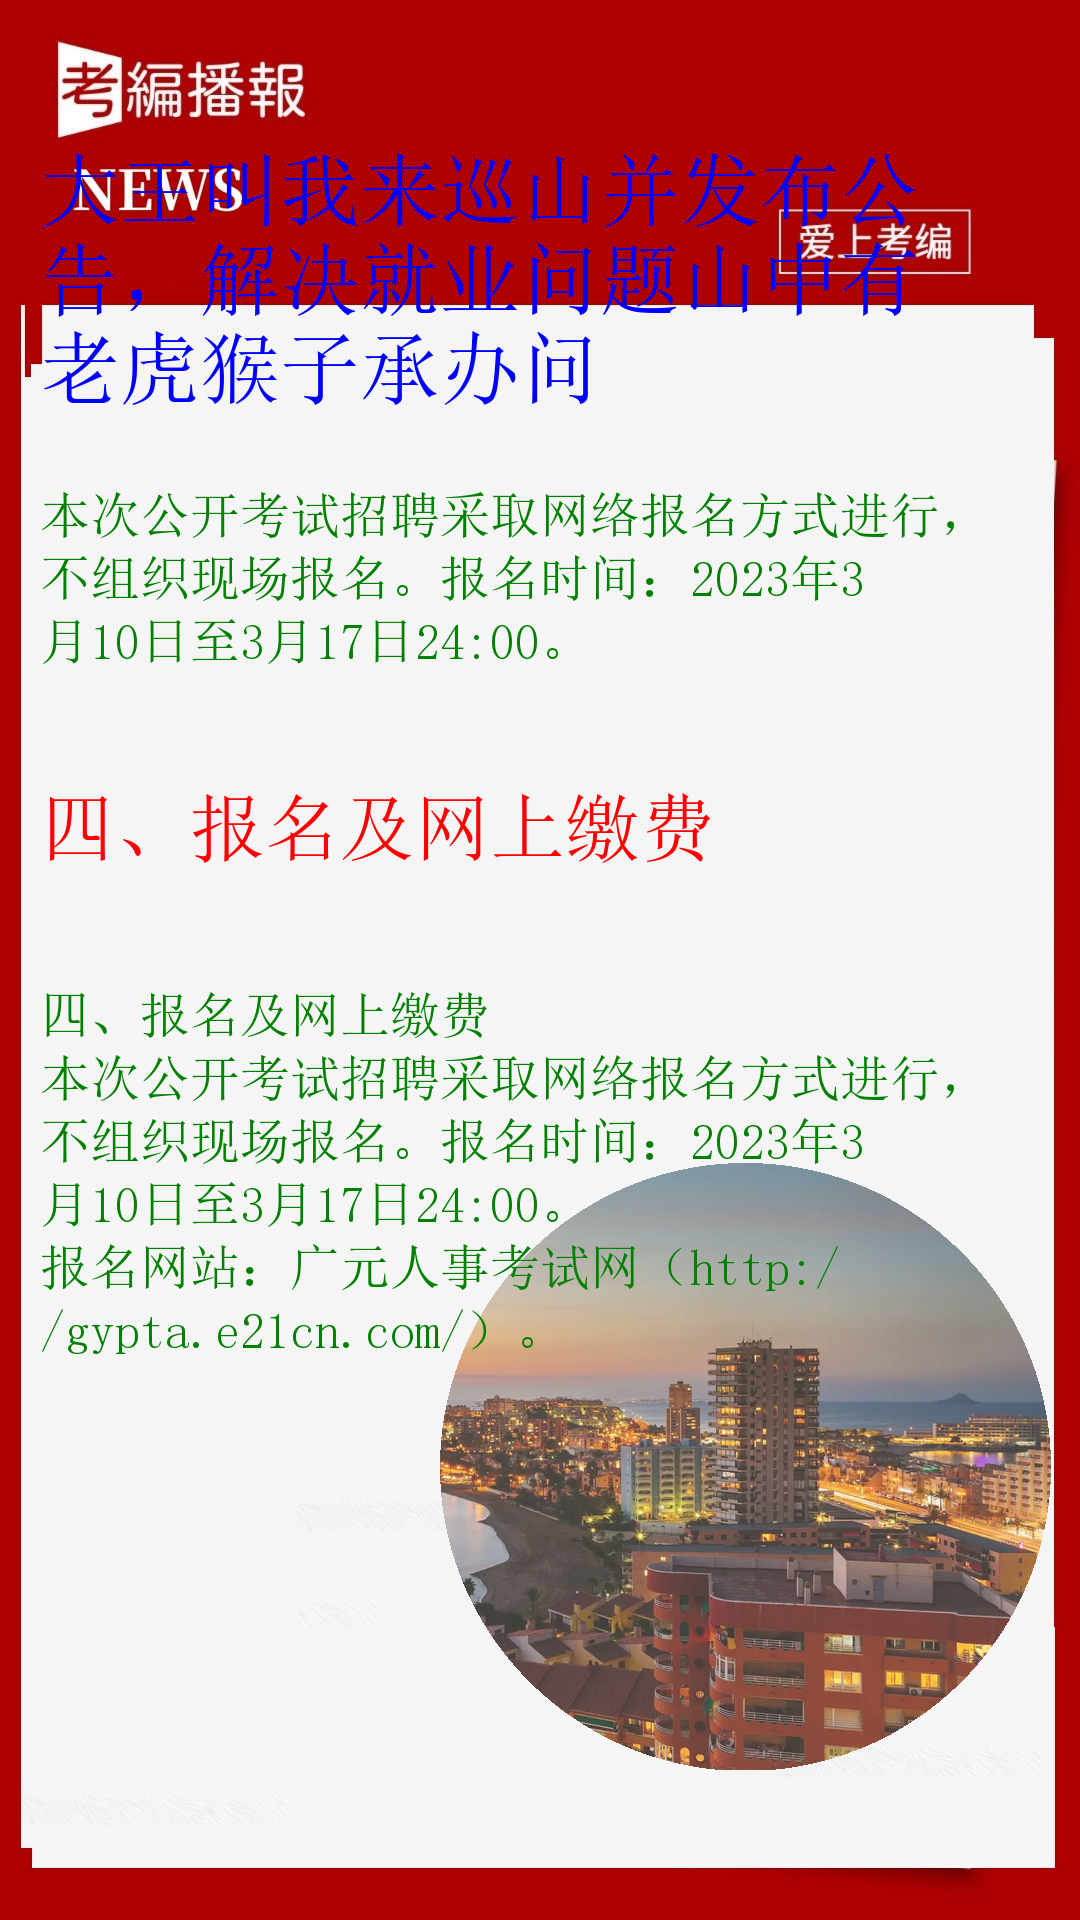 考編播報
NEWS
大王叫我来巡山并发布公
爱上考编
告，解决就业问题山中有
老虎猴子承办问
本次公开考试招聘采取网络报名方式进行，
不组织现场报名。报名时间：2023年3
月10日至3月17日24:00。
四、报名及网上缴费
四、报名及网上缴费
本次公开考试招聘采取网络报名方式进行，
不组织现场报名。报名时间：2023年3
月10日至3月17日24:00。
报名网站：广元人事考试网（http:/
/gypta.e21cn.com/）。